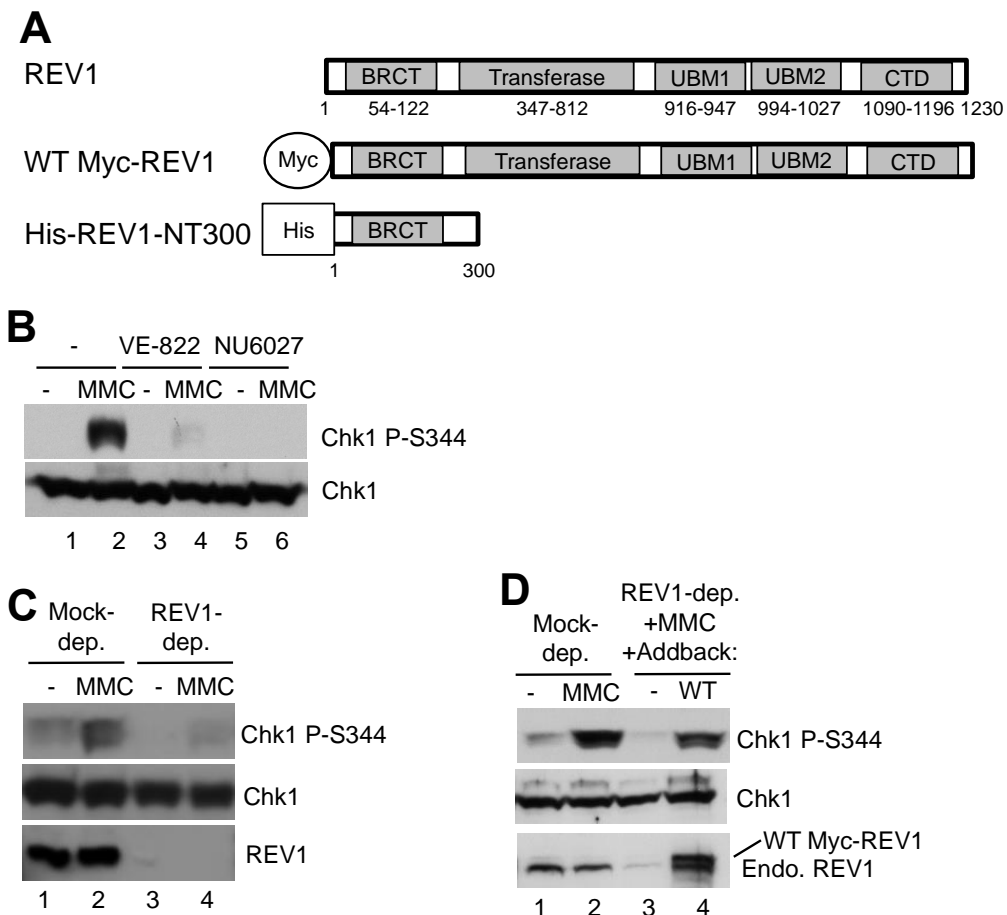 A
REV1
BRCT Transferase UBM1 UBM2 CTD
1 54-122 347-812 916-947 994-1027 1090-1196 1230
WT Myc-REV1 Myc BRCT Transferase UBM1 UBM2 CTD
His-REV1-NT300 His BRCT
1 300
B
- VE-822 NU6027
- MMC - MMC - MMC
Chk1 P-S344
Chk1
1 2 3 4 5 6
C
Mock-
dep.
REV1-
dep.
- MMC - MMC
Chk1 P-S344
Chk1
REV1
1 2 3 4
D
Mock-
dep.
REV1-dep.
+MMC
+Addback:
- MMC - WT
Chk1 P-S344
Chk1
WT Myc-REV1
Endo. REV1
1 2 3 4